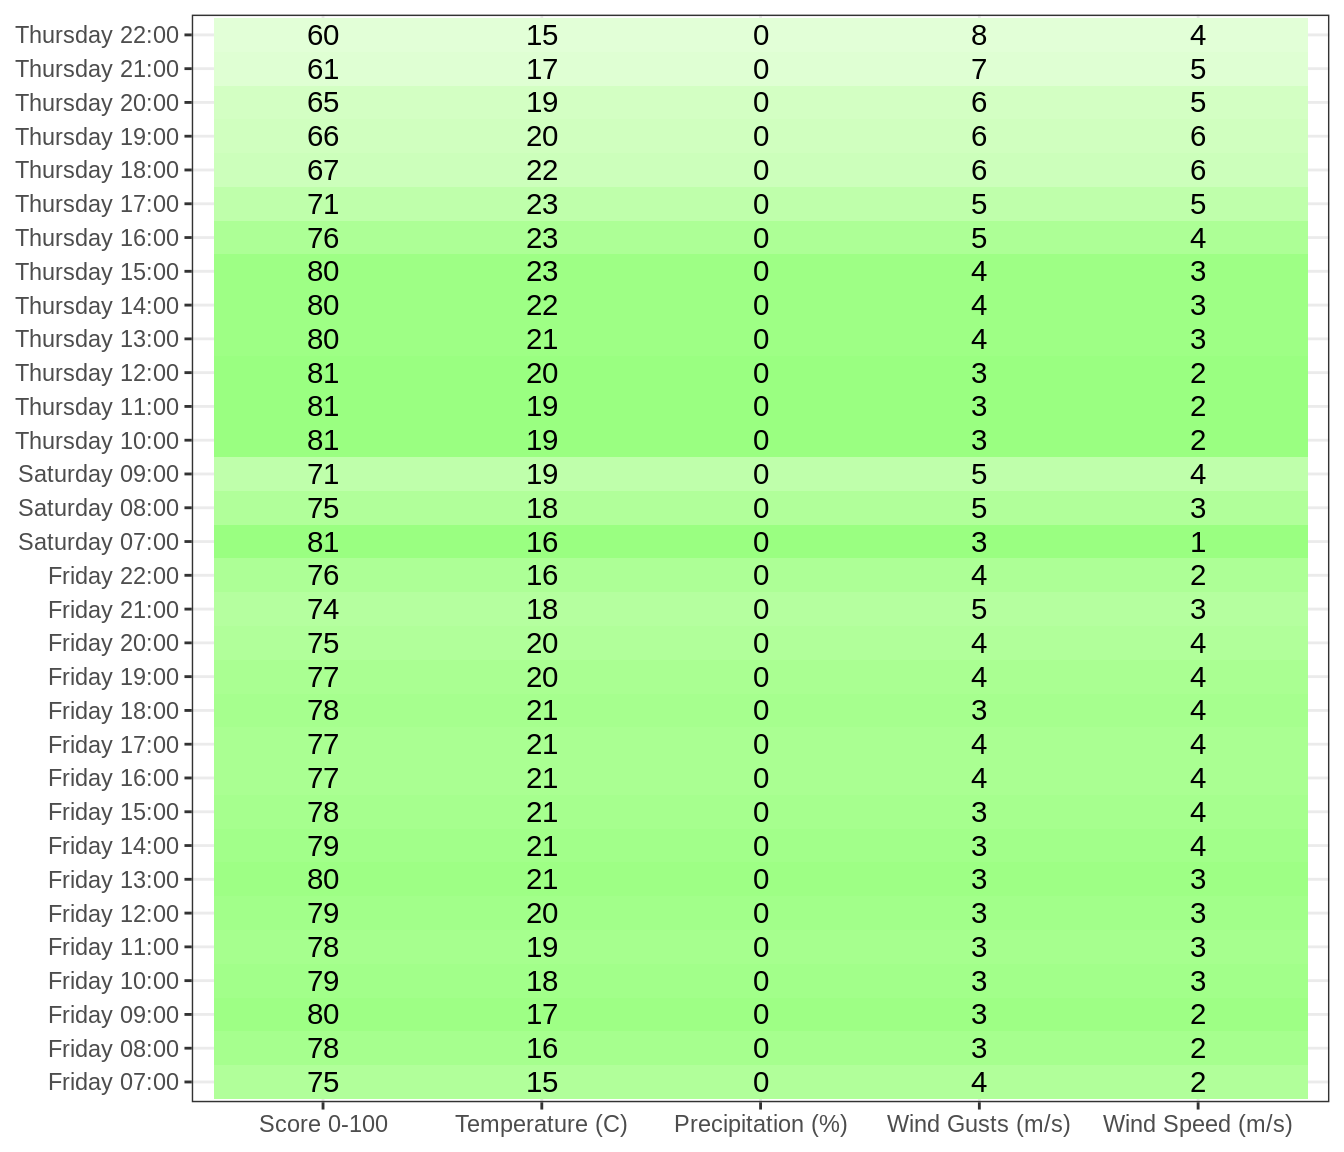 Thursday 22:00 60 15 0 8 4
Thursday 21:00 61 17 0 7 5
Thursday 20:00 65 19 0 6 5
Thursday 19:00 66 20 0 6 6
Thursday 18:00 67 22 0 6 6
Thursday 17:00 71 23 0 5 5
Thursday 16:00 76 23 0 5 4
Thursday 15:00 80 23 0 4 3
Thursday 14:00 80 22 0 4 3
Thursday 13:00 80 21 0 4 3
Thursday 12:00 81 20 0 3 2
Thursday 11:00 81 19 0 3 2
Thursday 10:00 81 19 0 3 2
Saturday 09:00 71 19 0 5 4
Saturday 08:00 75 18 0 5 3
Saturday 07:00 81 16 0 3 1
Friday 22:00 76 16 0 4 2
Friday 21:00 74 18 0 5 3
Friday 20:00 75 20 0 4 4
Friday 19:00 77 20 0 4 4
Friday 18:00 78 21 0 3 4
Friday 17:00 77 21 0 4 4
Friday 16:00 77 21 0 4 4
Friday 15:00 78 21 0 3 4
Friday 14:00 79 21 0 3 4
Friday 13:00 80 21 0 3 3
Friday 12:00 79 20 0 3 3
Friday 11:00 78 19 0 3 3
Friday 10:00 79 18 0 3 3
Friday 09:00 80 17 0 3 2
Friday 08:00 78 16 0 3 2
Friday 07:00 75 15 0 4 2
Score 0-100 Temperature (C) Precipitation (%) Wind Gusts (m/s) Wind Speed (m/s)